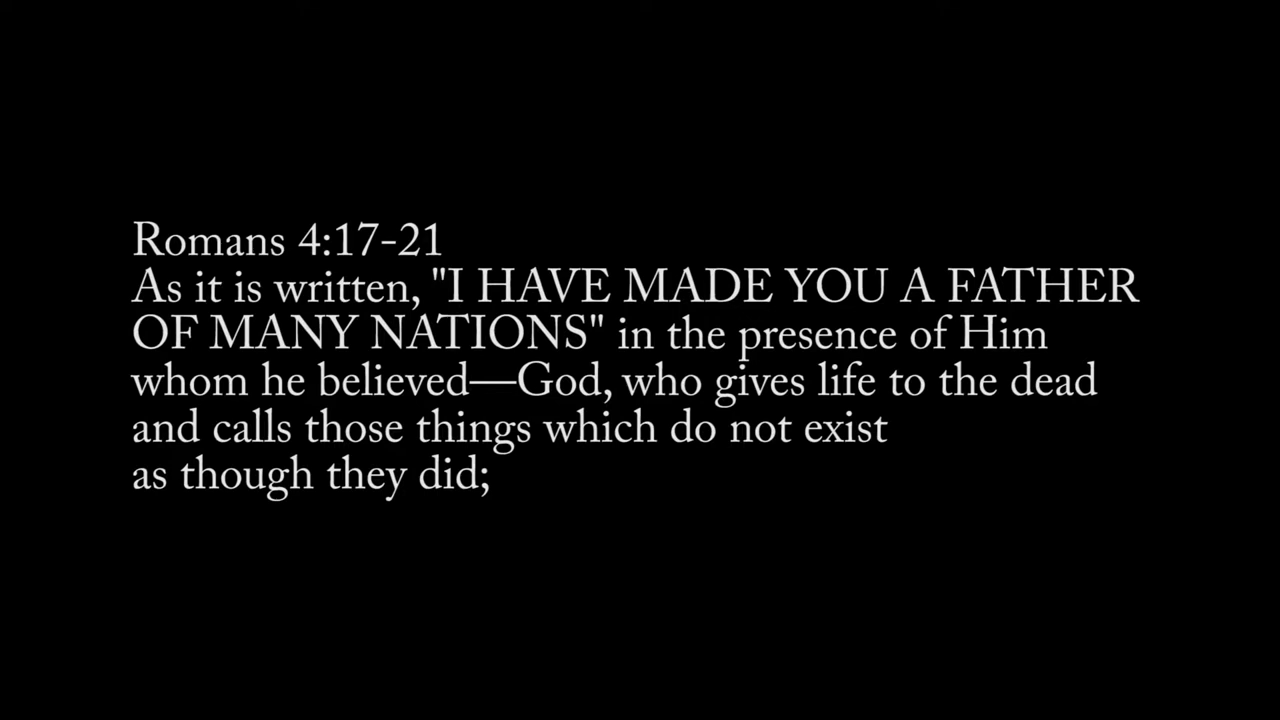 Romans 4:17-21
As it is written, "I HAVE MADE YOU A FATHER
OF MANY NATIONS" in the presence of Him
whom he believed—God, who gives life to the dead
and calls those things which do not exist
as though they did;